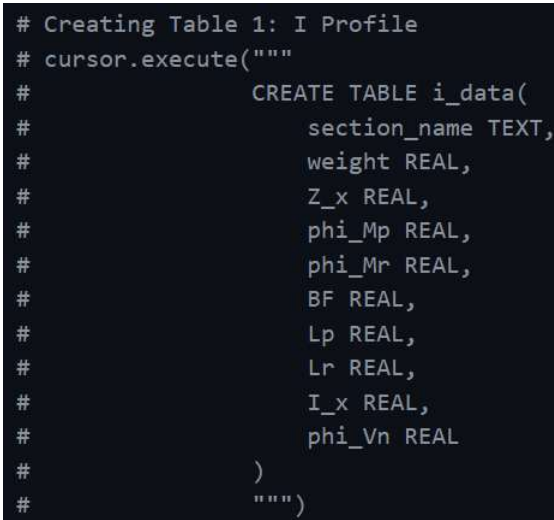 # Creating Table 1: I Profile
# cursor.execute("""
#               CREATE TABLE i_data(
#                   section_name TEXT,
#                   weight REAL,
#                   Z_x REAL,
#                   phi_Mp REAL,
#                   phi_Mr REAL,
#                   BF REAL,
#                   Lp REAL,
#                   Lr REAL,
#                   I_x REAL,
#                   phi_Vn REAL
#               )
#               """)